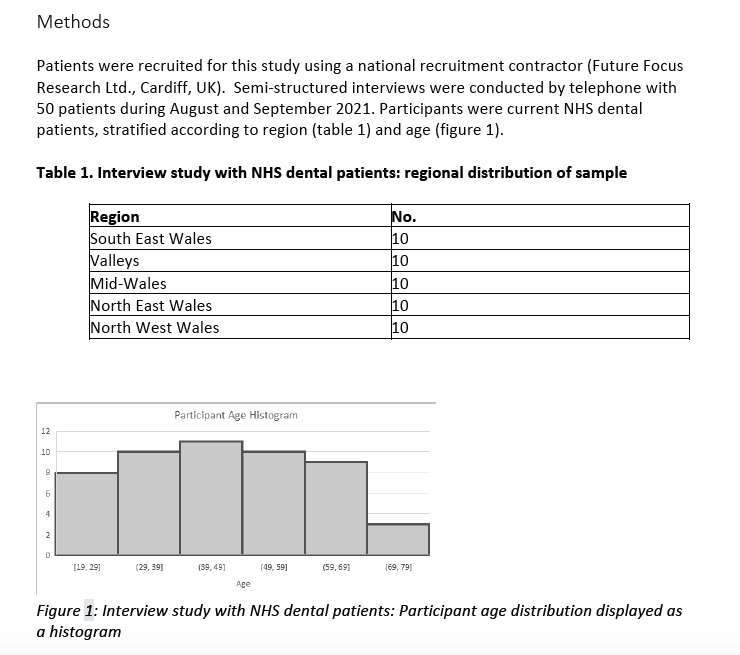 Methods
Patients were recruited for this study using a national recruitment contractor (Future Focus
Research Ltd., Cardiff, UK).  Semi-structured interviews were conducted by telephone with
50 patients during August and September 2021. Participants were current NHS dental
patients, stratified according to region (table 1) and age (figure 1).
Table 1. Interview study with NHS dental patients: regional distribution of sample
Region No.
South East Wales 10
Valleys 10
Mid-Wales 10
North East Wales 10
North West Wales 10
Participant Age Histogram
12
10
8
6
4
2
0
[19, 29] (29, 39] (39, 49] (49, 59] (59, 69] (69, 79]
Age
Figure 1: Interview study with NHS dental patients: Participant age distribution displayed as
a histogram